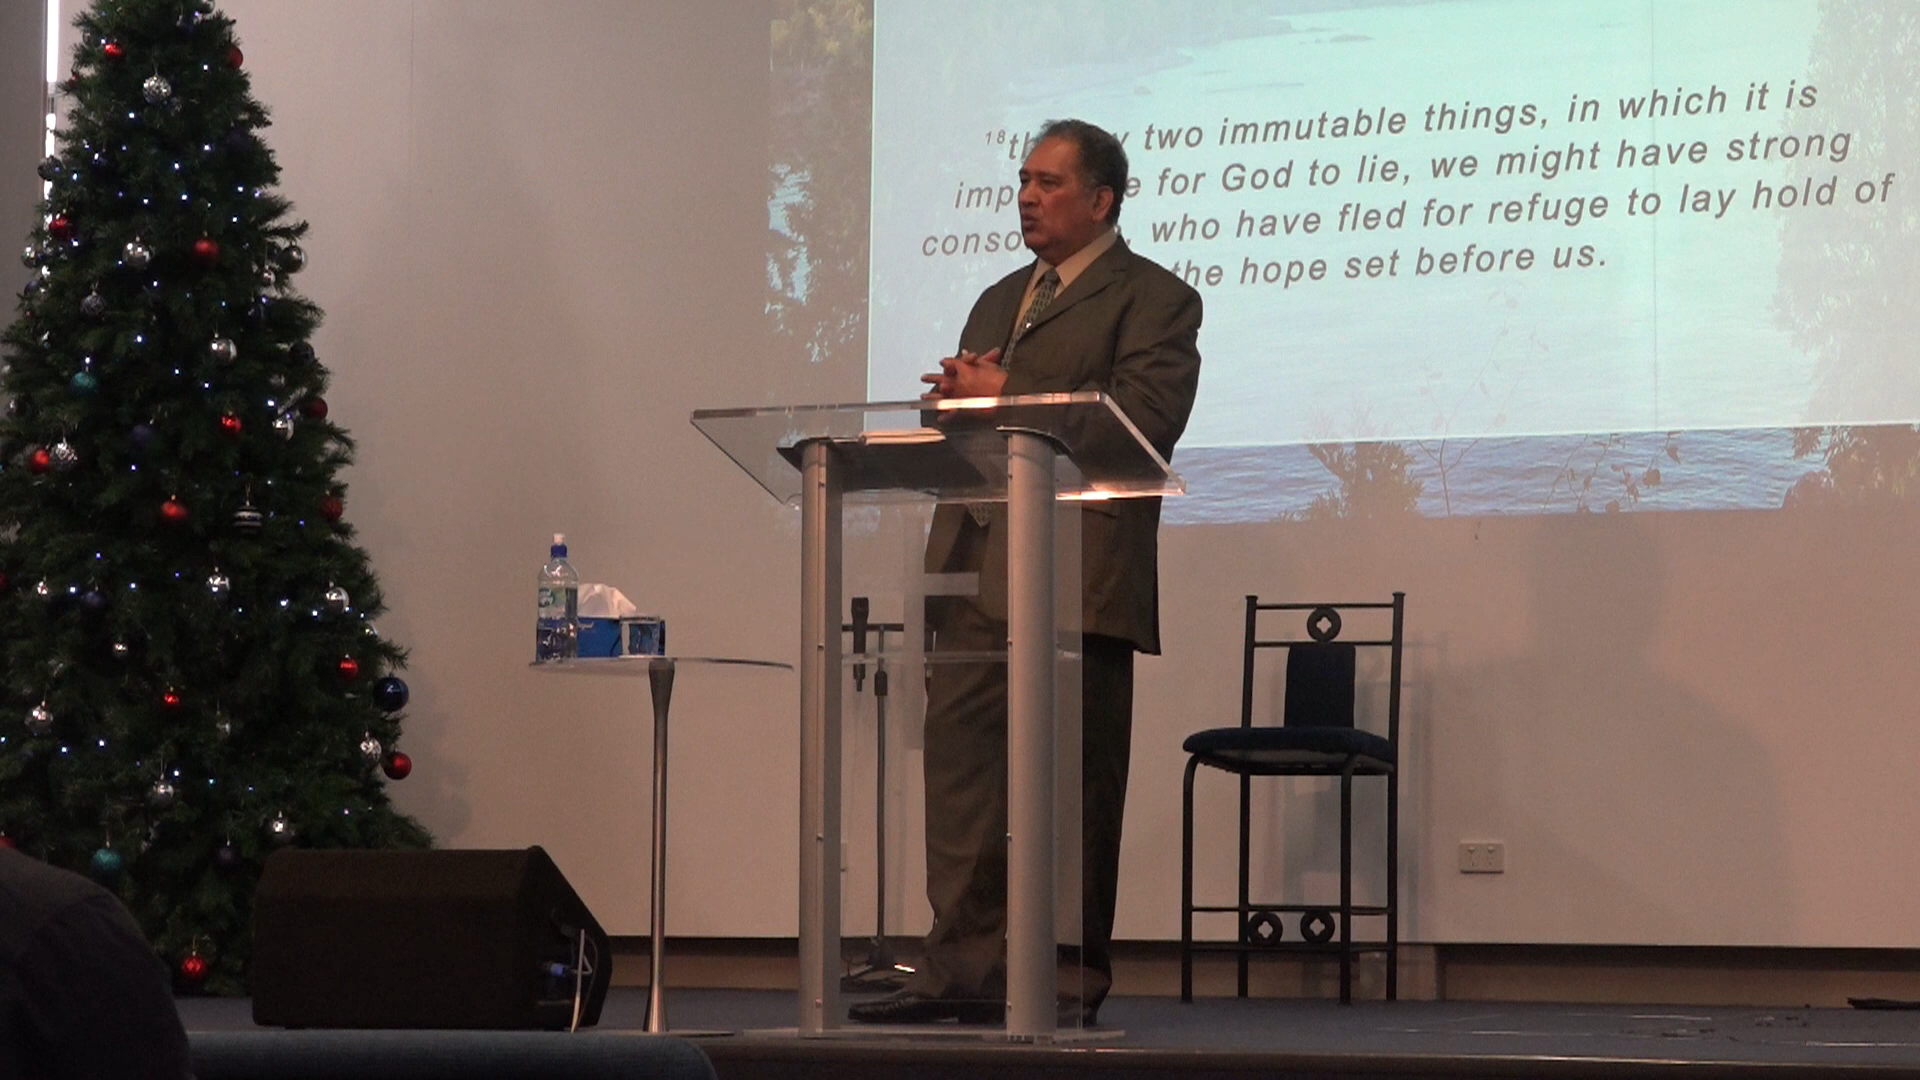 18th y two immutable things, in which it is
imp e for God to lie, we might have strong
conso , who have fled for refuge to lay hold of
the hope set before us.